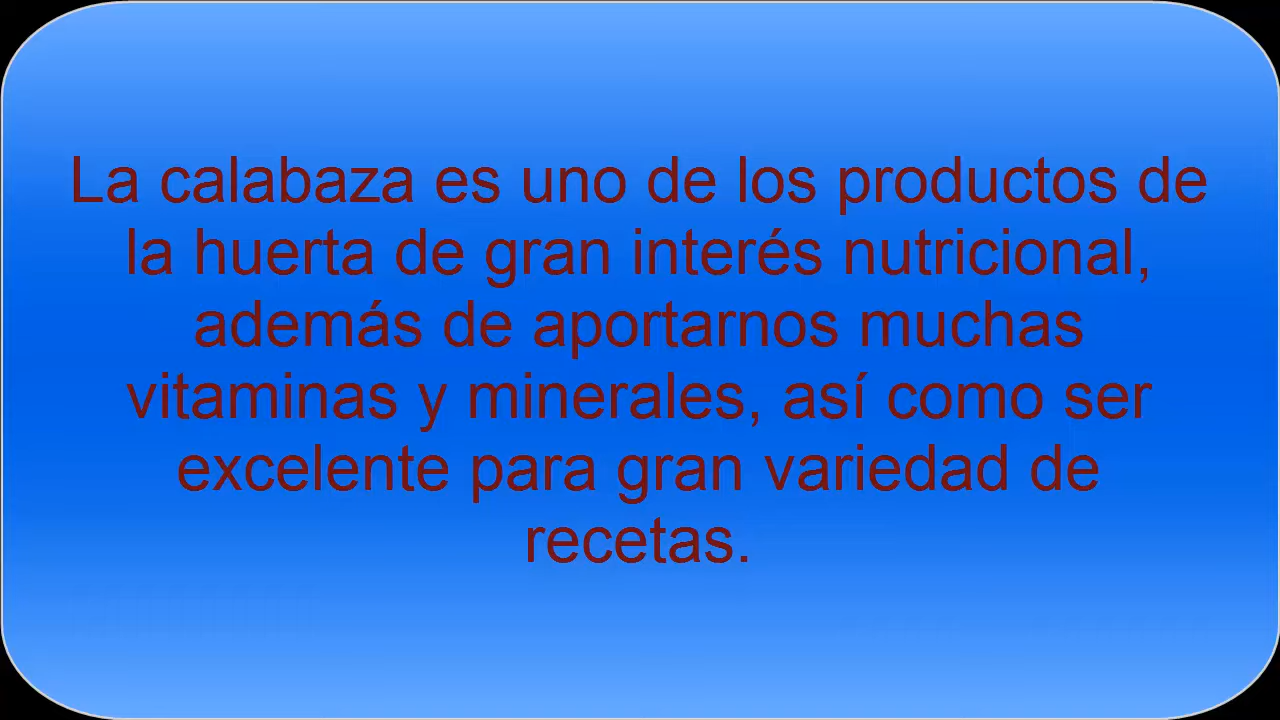 La calabaza es uno de los productos de
la huerta de gran interés nutricional,
además de aportarnos muchas
vitaminas y minerales, así como ser
excelente para gran variedad de
recetas.